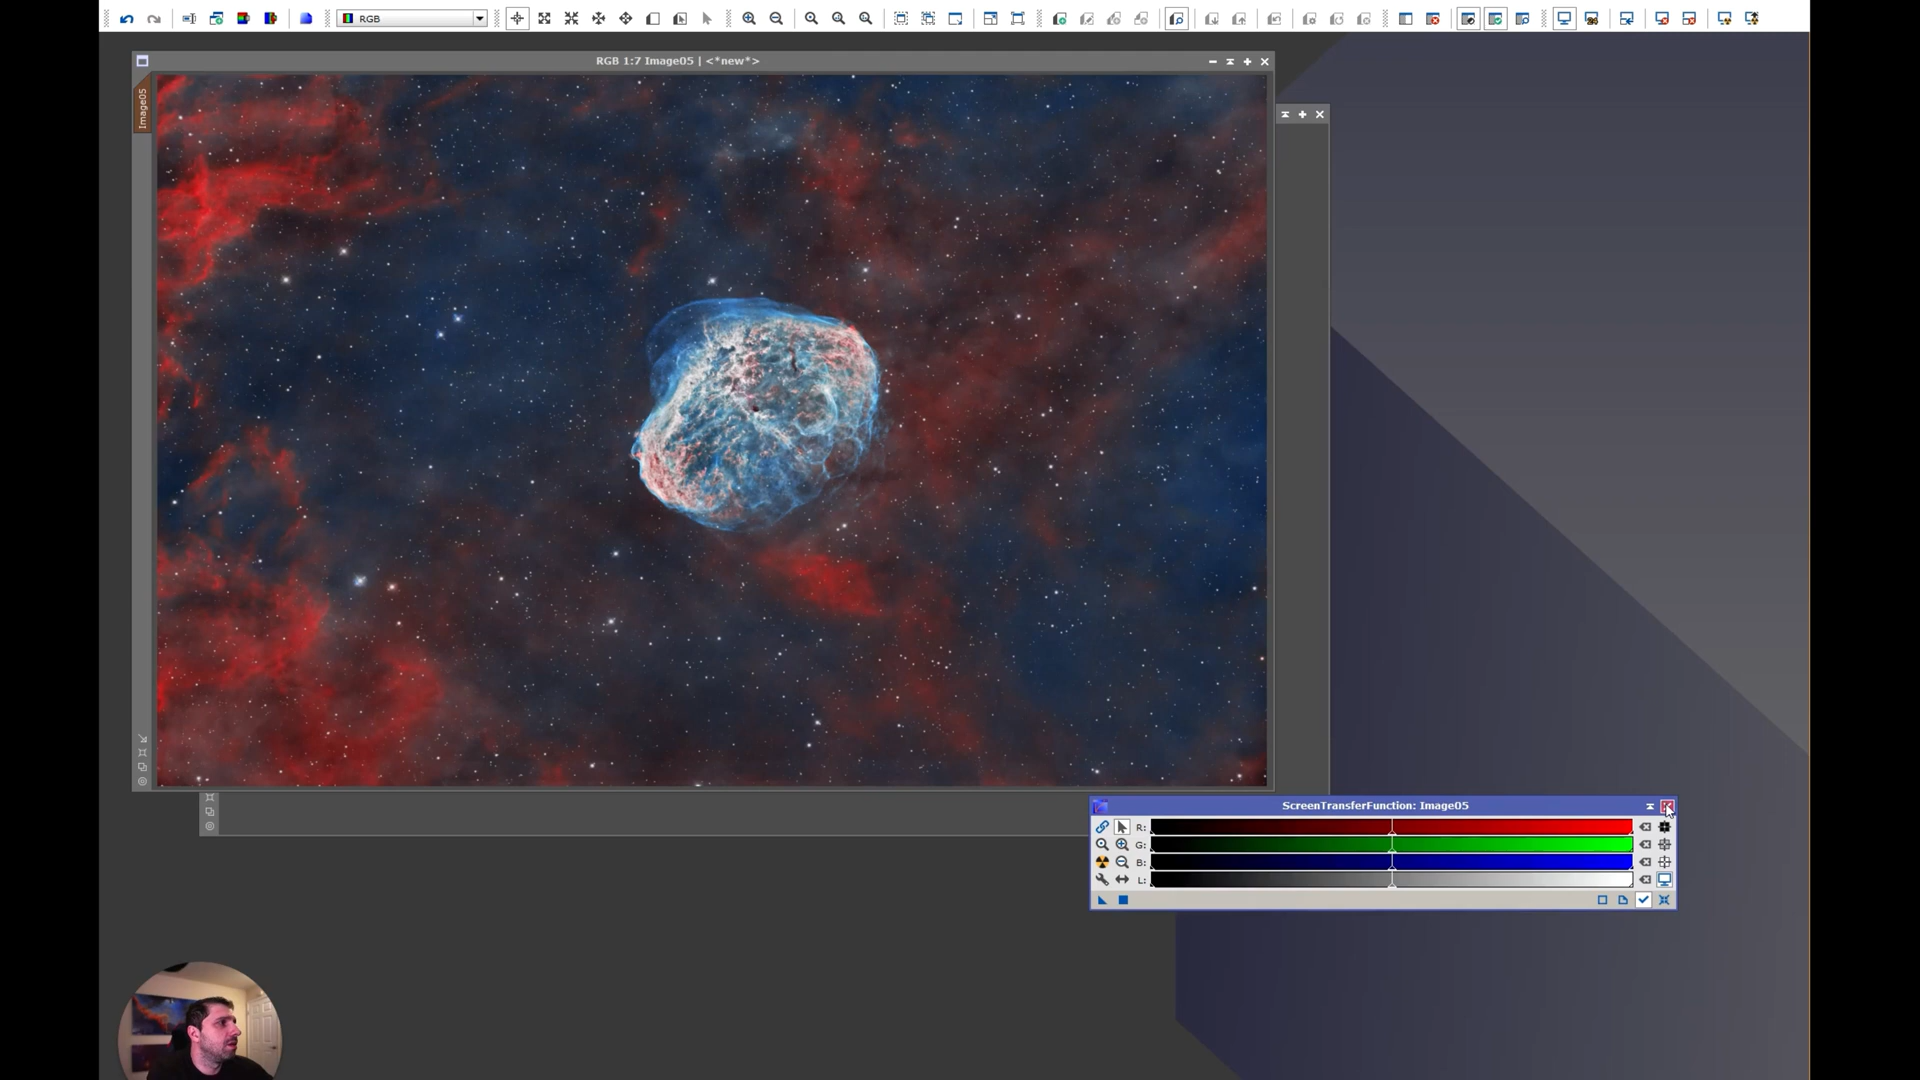 RGB
RGB 1:7 Image05 | <*new*>
Image05
ScreenTransferFunction: Image05
R:
G:
B:
L: